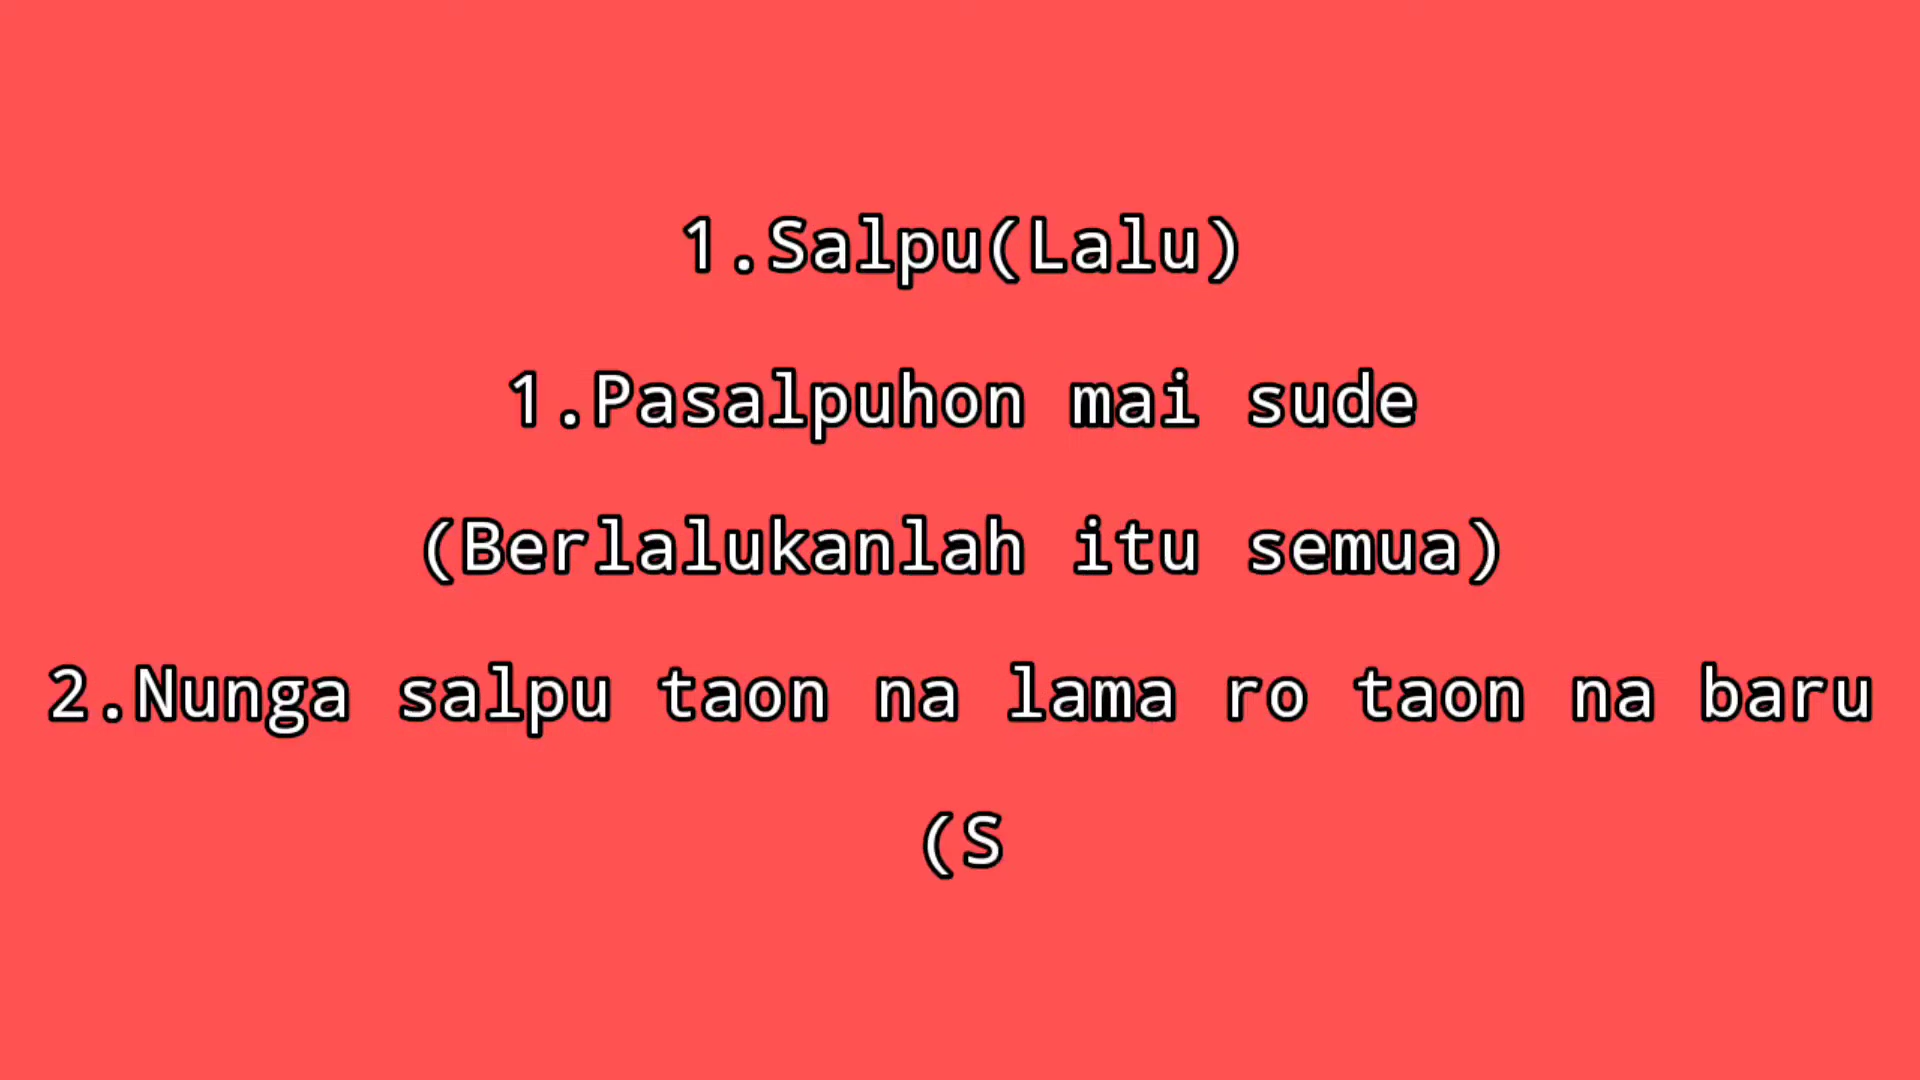 1.Salpu(Lalu)
1.Pasalpuhon mai sude
(Berlalukanlah itu semua)
2.Nunga salpu taon na lama ro taon na baru
(S